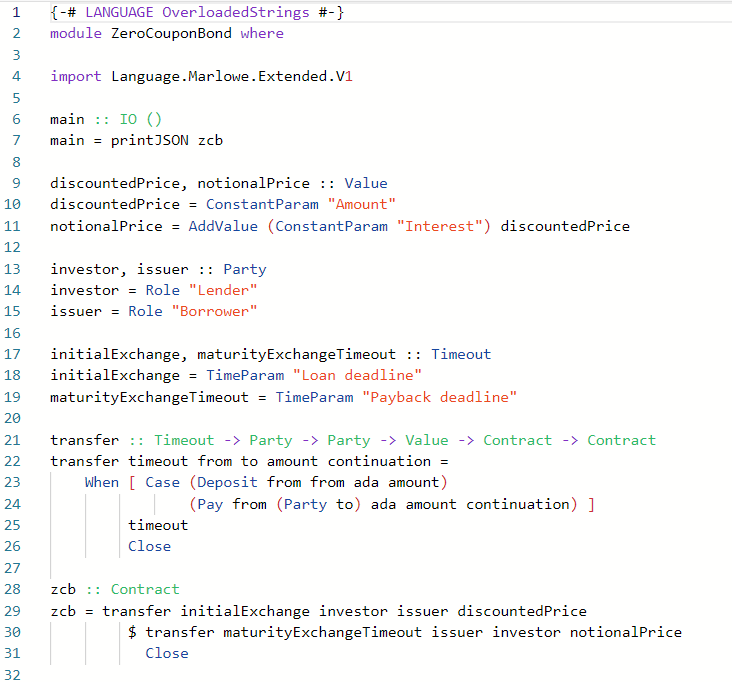 1 {-# LANGUAGE OverloadedStrings #-}
2 module ZeroCouponBond where
3
4 import Language.Marlowe.Extended.V1
5
6 main :: IO ()
7 main = printJSON zcb
8
9 discountedPrice, notionalPrice :: Value
10 discountedPrice = ConstantParam "Amount"
11 notionalPrice = AddValue (ConstantParam "Interest") discountedPrice
12
13 investor, issuer :: Party
14 investor = Role "Lender"
15 issuer = Role "Borrower"
16
17 initialExchange, maturityExchangeTimeout :: Timeout
18 initialExchange = TimeParam "Loan deadline"
19 maturityExchangeTimeout = TimeParam "Payback deadline"
20
21 transfer :: Timeout -> Party -> Party -> Value -> Contract -> Contract
22 transfer timeout from to amount continuation =
23     When [ Case (Deposit from from ada amount)
24                 (Pay from (Party to) ada amount continuation) ]
25          timeout
26          Close
27
28 zcb :: Contract
29 zcb = transfer initialExchange investor issuer discountedPrice
30          $ transfer maturityExchangeTimeout issuer investor notionalPrice
31            Close
32